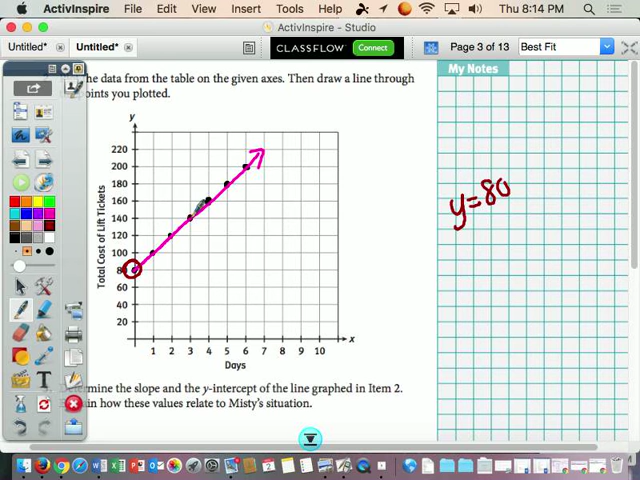 ActivInspire File Edit View Insert Tools Help Thu 8:14 PM
ActivInspire - Studio
Untitled* Untitled* CLASSFLOW Connect Page 3 of 13 Best Fit
My Notes
he data from the table on the given axes. Then draw a line through
oints you plotted.
y
220
200
180
160
140
120
100
8
60
40
20
Total Cost of Lift Tickets
1 2 3 4 5 6 7 8 9 10
x
Days
y=80
termine the slope and the y-intercept of the line graphed in Item 2.
in how these values relate to Misty's situation.